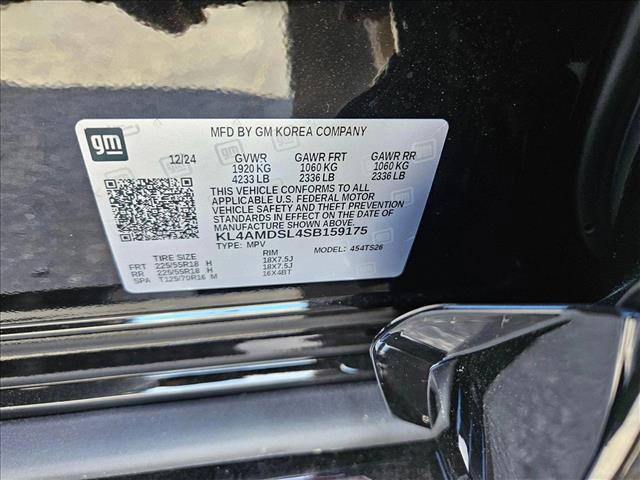 gm
MFD BY GM KOREA COMPANY
12/24 GVWR GAWR FRT GAWR RR
1920 KG 1060 KG 1060 KG
4233 LB 2336 LB 2336 LB
THIS VEHICLE CONFORMS TO ALL
APPLICABLE U.S. FEDERAL MOTOR
VEHICLE SAFETY AND THEFT PREVENTION
STANDARDS IN EFFECT ON THE DATE
OF MANUFACTURE SHOWN ABOVE.
KL4AMDSL4SB159175
TYPE: MPV MODEL: 454TS26
TIRE SIZE RIM
FRT 225/55R18 H 18X7.5J
RR 225/55R18 H 18X7.5J
SPA T125/70R16 M 16X4BT